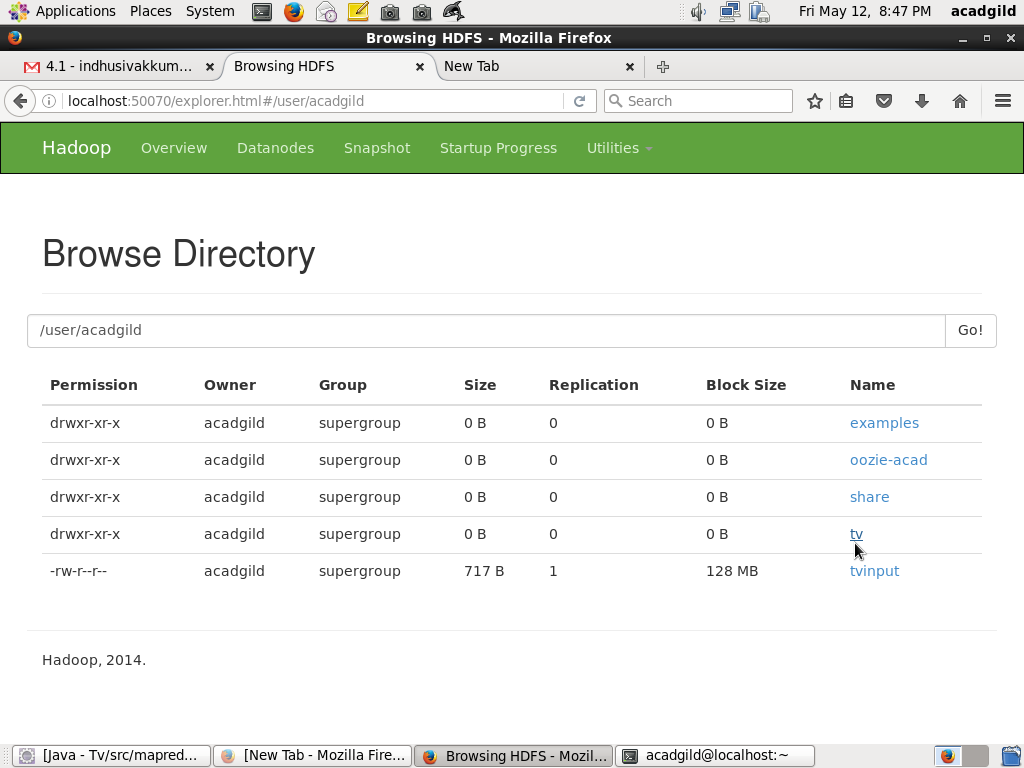 Applications Places System Fri May 12, 8:47 PM acadgild
Browsing HDFS - Mozilla Firefox
4.1 - indhusivakkum... Browsing HDFS New Tab
localhost:50070/explorer.html#/user/acadgild Search
Hadoop Overview Datanodes Snapshot Startup Progress Utilities
Browse Directory
/user/acadgild Go!
Permission Owner Group Size Replication Block Size Name
drwxr-xr-x acadgild supergroup 0 B 0 0 B examples
drwxr-xr-x acadgild supergroup 0 B 0 0 B oozie-acad
drwxr-xr-x acadgild supergroup 0 B 0 0 B share
drwxr-xr-x acadgild supergroup 0 B 0 0 B tv
-rw-r--r-- acadgild supergroup 717 B 1 128 MB tvinput
Hadoop, 2014.
[Java - Tv/src/mapred... [New Tab - Mozilla Fire... Browsing HDFS - Mozil... acadgild@localhost:~